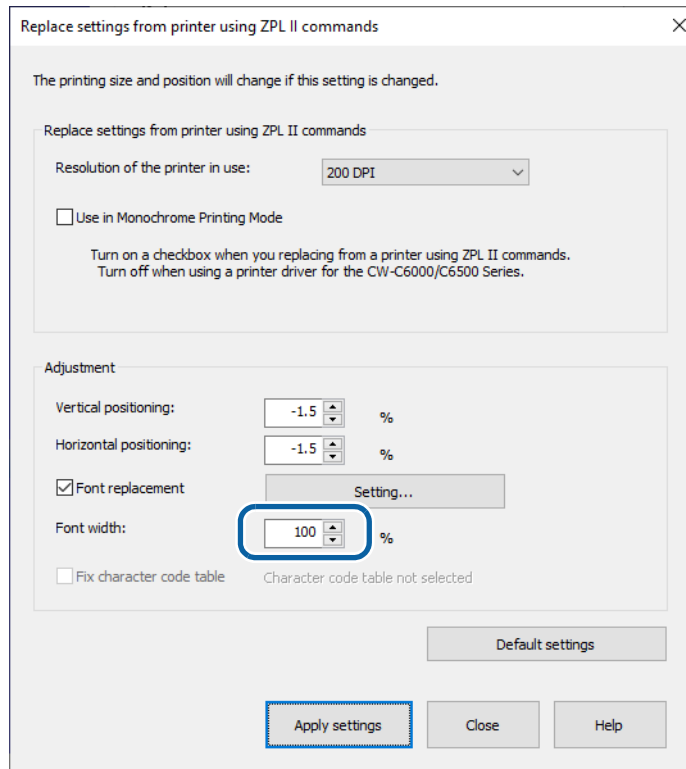 Replace settings from printer using ZPL II commands
The printing size and position will change if this setting is changed.
Replace settings from printer using ZPL II commands
Resolution of the printer in use: 200 DPI
Use in Monochrome Printing Mode
Turn on a checkbox when you replacing from a printer using ZPL II commands.
Turn off when using a printer driver for the CW-C6000/C6500 Series.
Adjustment
Vertical positioning: -1.5 %
Horizontal positioning: -1.5 %
Font replacement Setting...
Font width: 100 %
Fix character code table Character code table not selected
Default settings
Apply settings Close Help